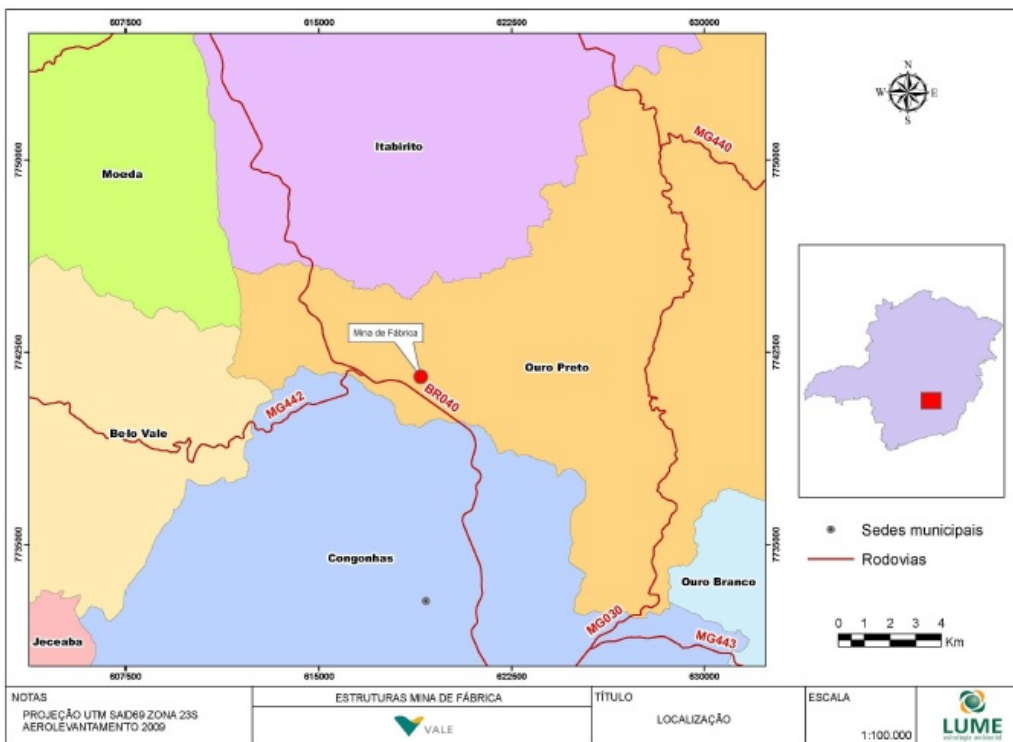 607500 615000 622500 630000
N
W E
S
MG440
Itabirito
7750000 7750000
Moeda
Mina de Fábrica
7742500 7742500
Ouro Preto
BR040
MG442
Belo Vale
7735000 7735000
Sedes municipais
Rodovias
Congonhas
Ouro Branco
MG030
MG443
Jeceaba
0 1 2 3 4
Km
607500 615000 622500 630000
NOTAS
PROJEÇÃO UTM SAD69 ZONA 23S
AEROLEVANTAMENTO 2009
ESTRUTURAS MINA DE FÁBRICA
VALE
TÍTULO
LOCALIZAÇÃO
ESCALA
1:100.000
LUME
estratégia ambiental